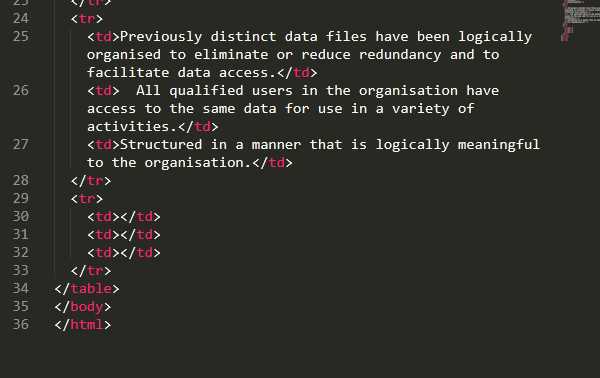 23 </tr>
24 <tr>
25 <td>Previously distinct data files have been logically
organised to eliminate or reduce redundancy and to
facilitate data access.</td>
26 <td>  All qualified users in the organisation have
access to the same data for use in a variety of
activities.</td>
27 <td>Structured in a manner that is logically meaningful
to the organisation.</td>
28 </tr>
29 <tr>
30 <td></td>
31 <td></td>
32 <td></td>
33 </tr>
34 </table>
35 </body>
36 </html>